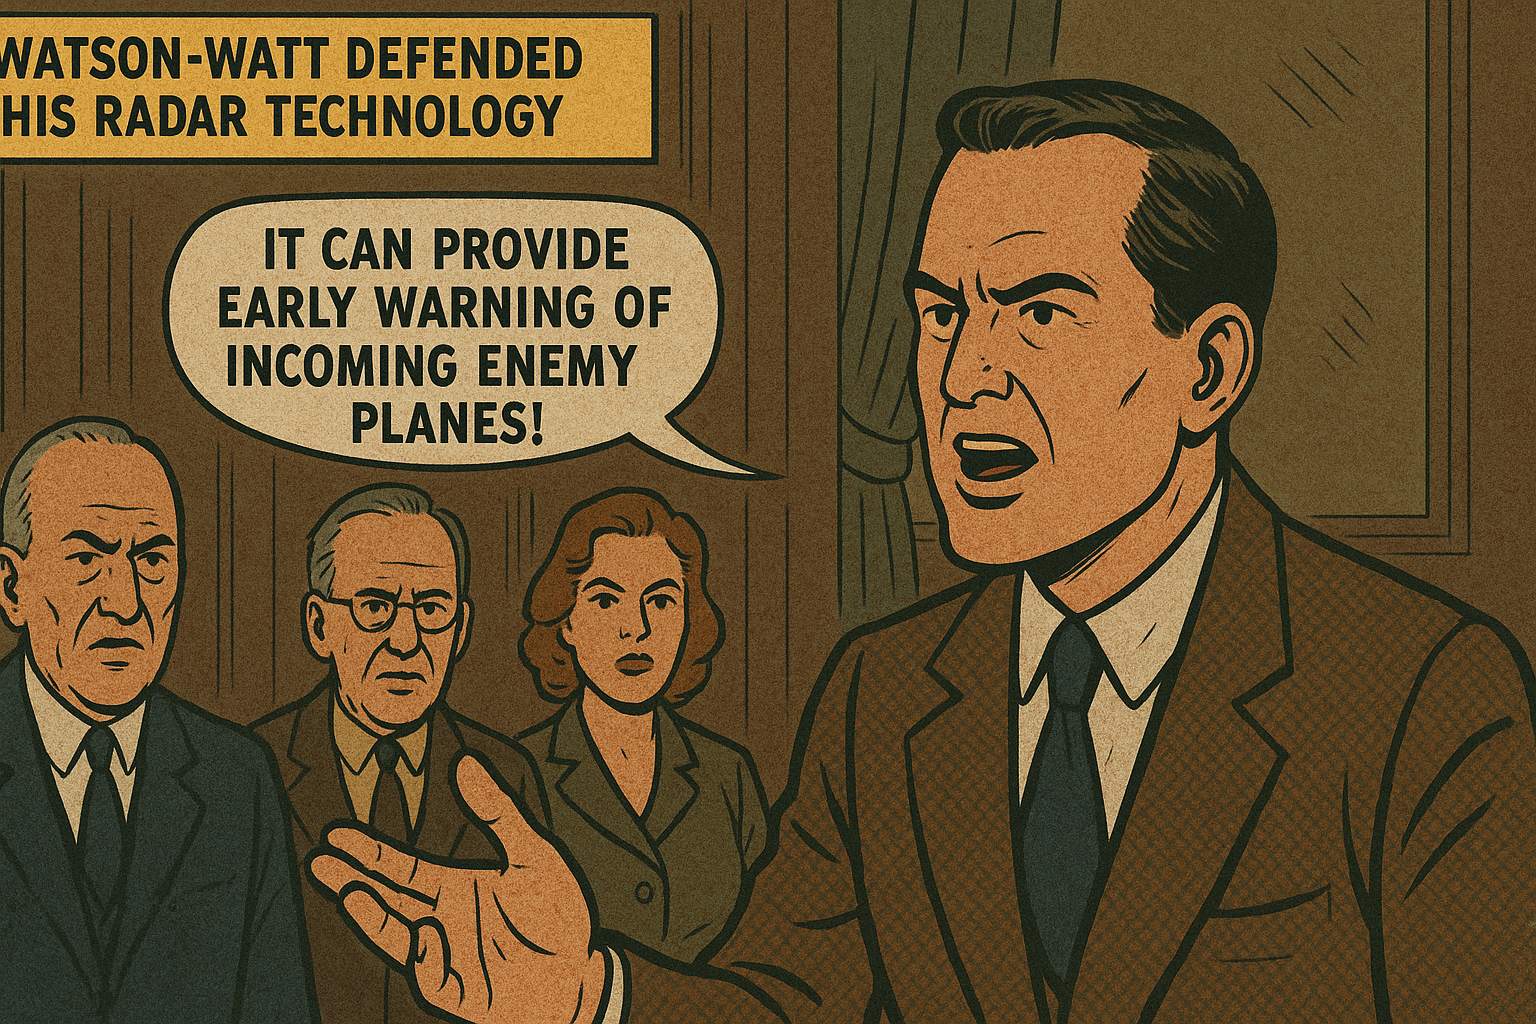 WATSON-WATT DEFENDED
HIS RADAR TECHNOLOGY
IT CAN PROVIDE
EARLY WARNING OF
INCOMING ENEMY
PLANES!